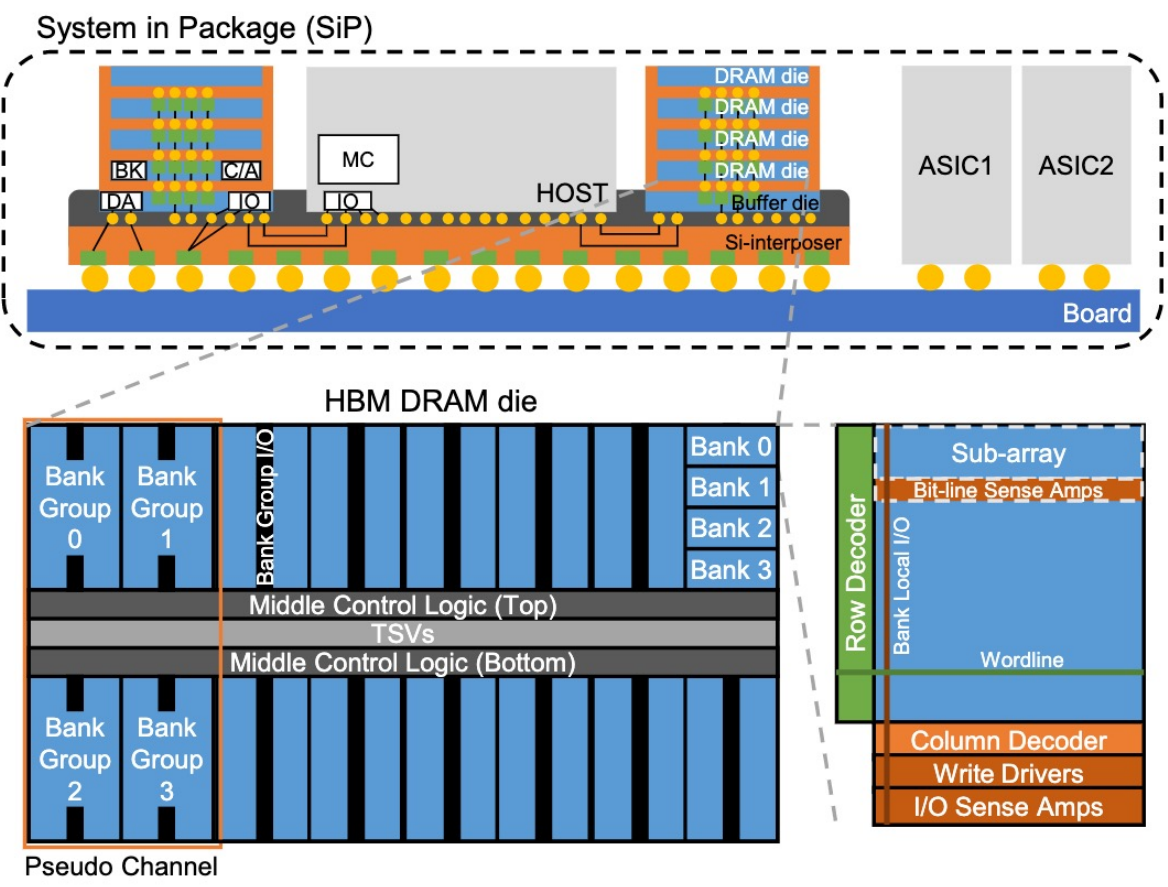 System in Package (SiP)
DRAM die
DRAM die
DRAM die
DRAM die
BK
C/A
DA
IO
MC
IO
HOST
Buffer die
Si-interposer
ASIC1
ASIC2
Board
HBM DRAM die
Bank
Group
0
Bank
Group
1
Bank Group I/O
Bank 0
Bank 1
Bank 2
Bank 3
Middle Control Logic (Top)
TSVs
Middle Control Logic (Bottom)
Bank
Group
2
Bank
Group
3
Pseudo Channel
Row Decoder
Sub-array
Bit-line Sense Amps
Bank Local I/O
Wordline
Column Decoder
Write Drivers
I/O Sense Amps